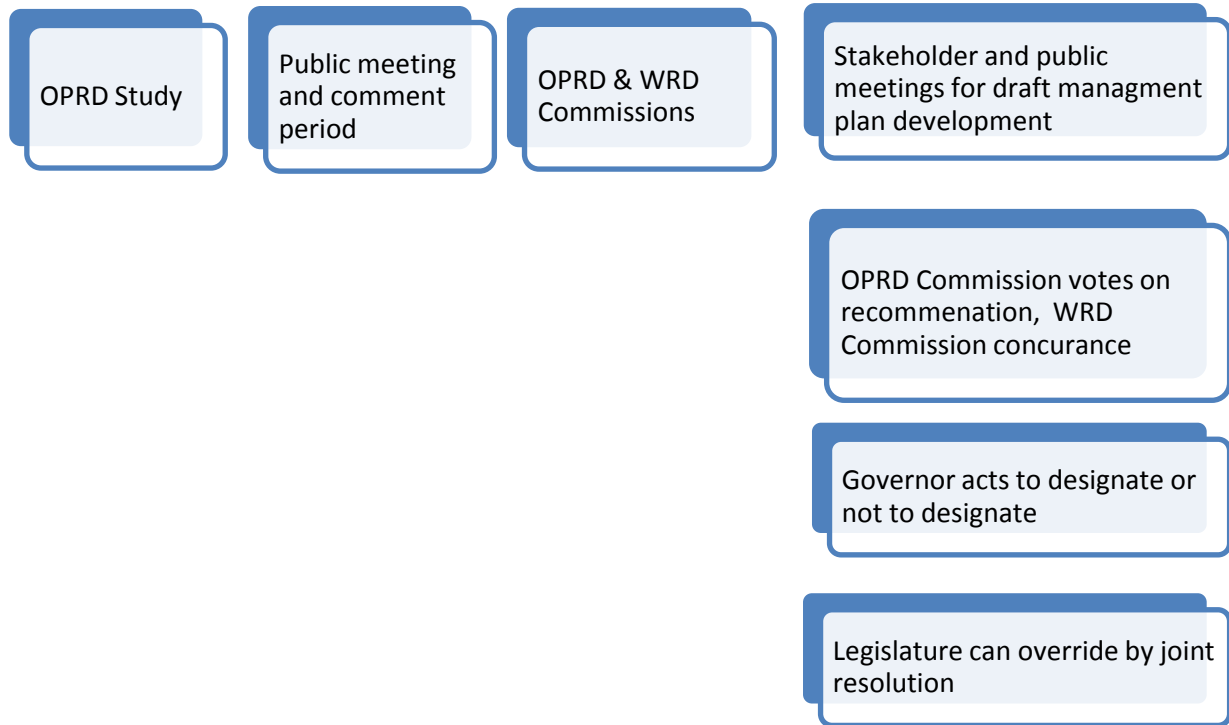 OPRD Study
Public meeting
and comment
period
OPRD & WRD
Commissions
Stakeholder and public
meetings for draft managment
plan development
OPRD Commission votes on
recommenation,  WRD
Commission concurance
Governor acts to designate or
not to designate
Legislature can override by joint
resolution